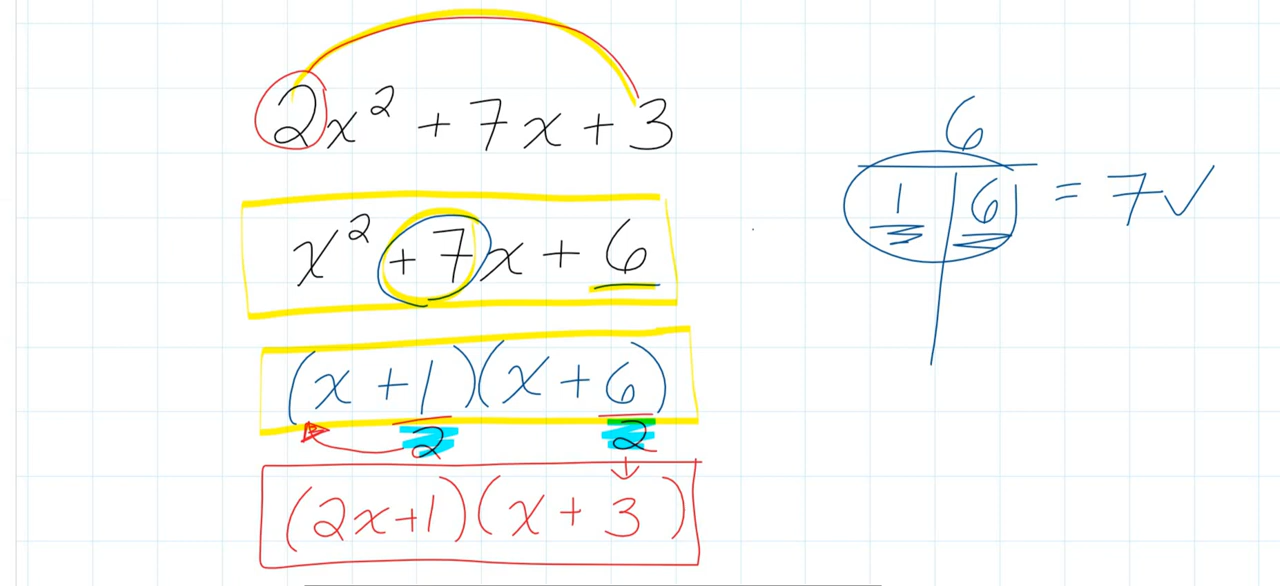 2x² + 7x + 3
x² + 7x + 6
(x + 1)(x + 6)
2 2
(2x+1)(x + 3)
6
1 | 6 = 7✓